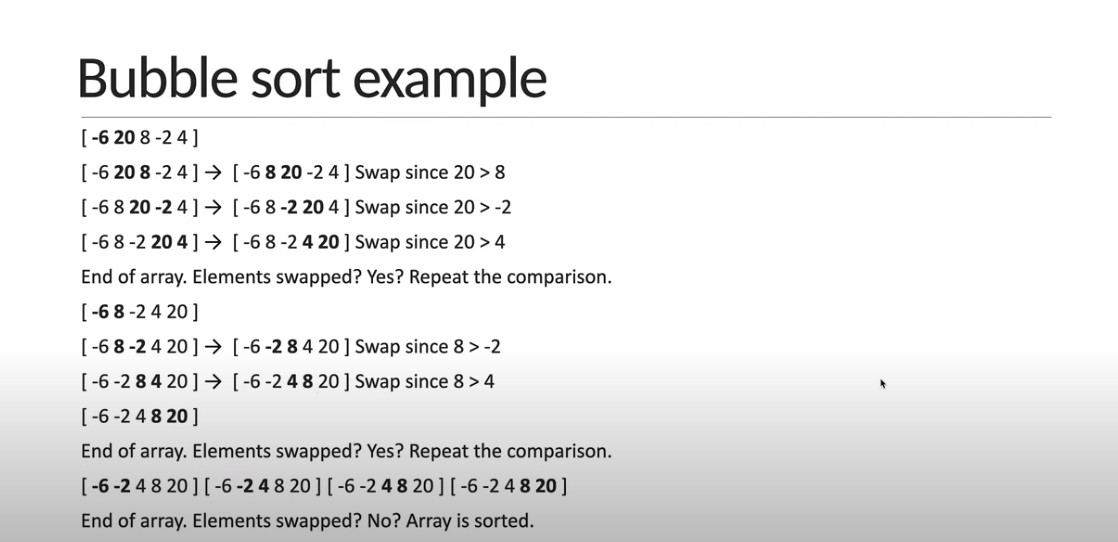 Bubble sort example
[ -6 20 8 -2 4 ]
[ -6 20 8 -2 4 ] → [ -6 8 20 -2 4 ] Swap since 20 > 8
[ -6 8 20 -2 4 ] → [ -6 8 -2 20 4 ] Swap since 20 > -2
[ -6 8 -2 20 4 ] → [ -6 8 -2 4 20 ] Swap since 20 > 4
End of array. Elements swapped? Yes? Repeat the comparison.
[ -6 8 -2 4 20 ]
[ -6 8 -2 4 20 ] → [ -6 -2 8 4 20 ] Swap since 8 > -2
[ -6 -2 8 4 20 ] → [ -6 -2 4 8 20 ] Swap since 8 > 4
[ -6 -2 4 8 20 ]
End of array. Elements swapped? Yes? Repeat the comparison.
[ -6 -2 4 8 20 ] [ -6 -2 4 8 20 ] [ -6 -2 4 8 20 ] [ -6 -2 4 8 20 ]
End of array. Elements swapped? No? Array is sorted.